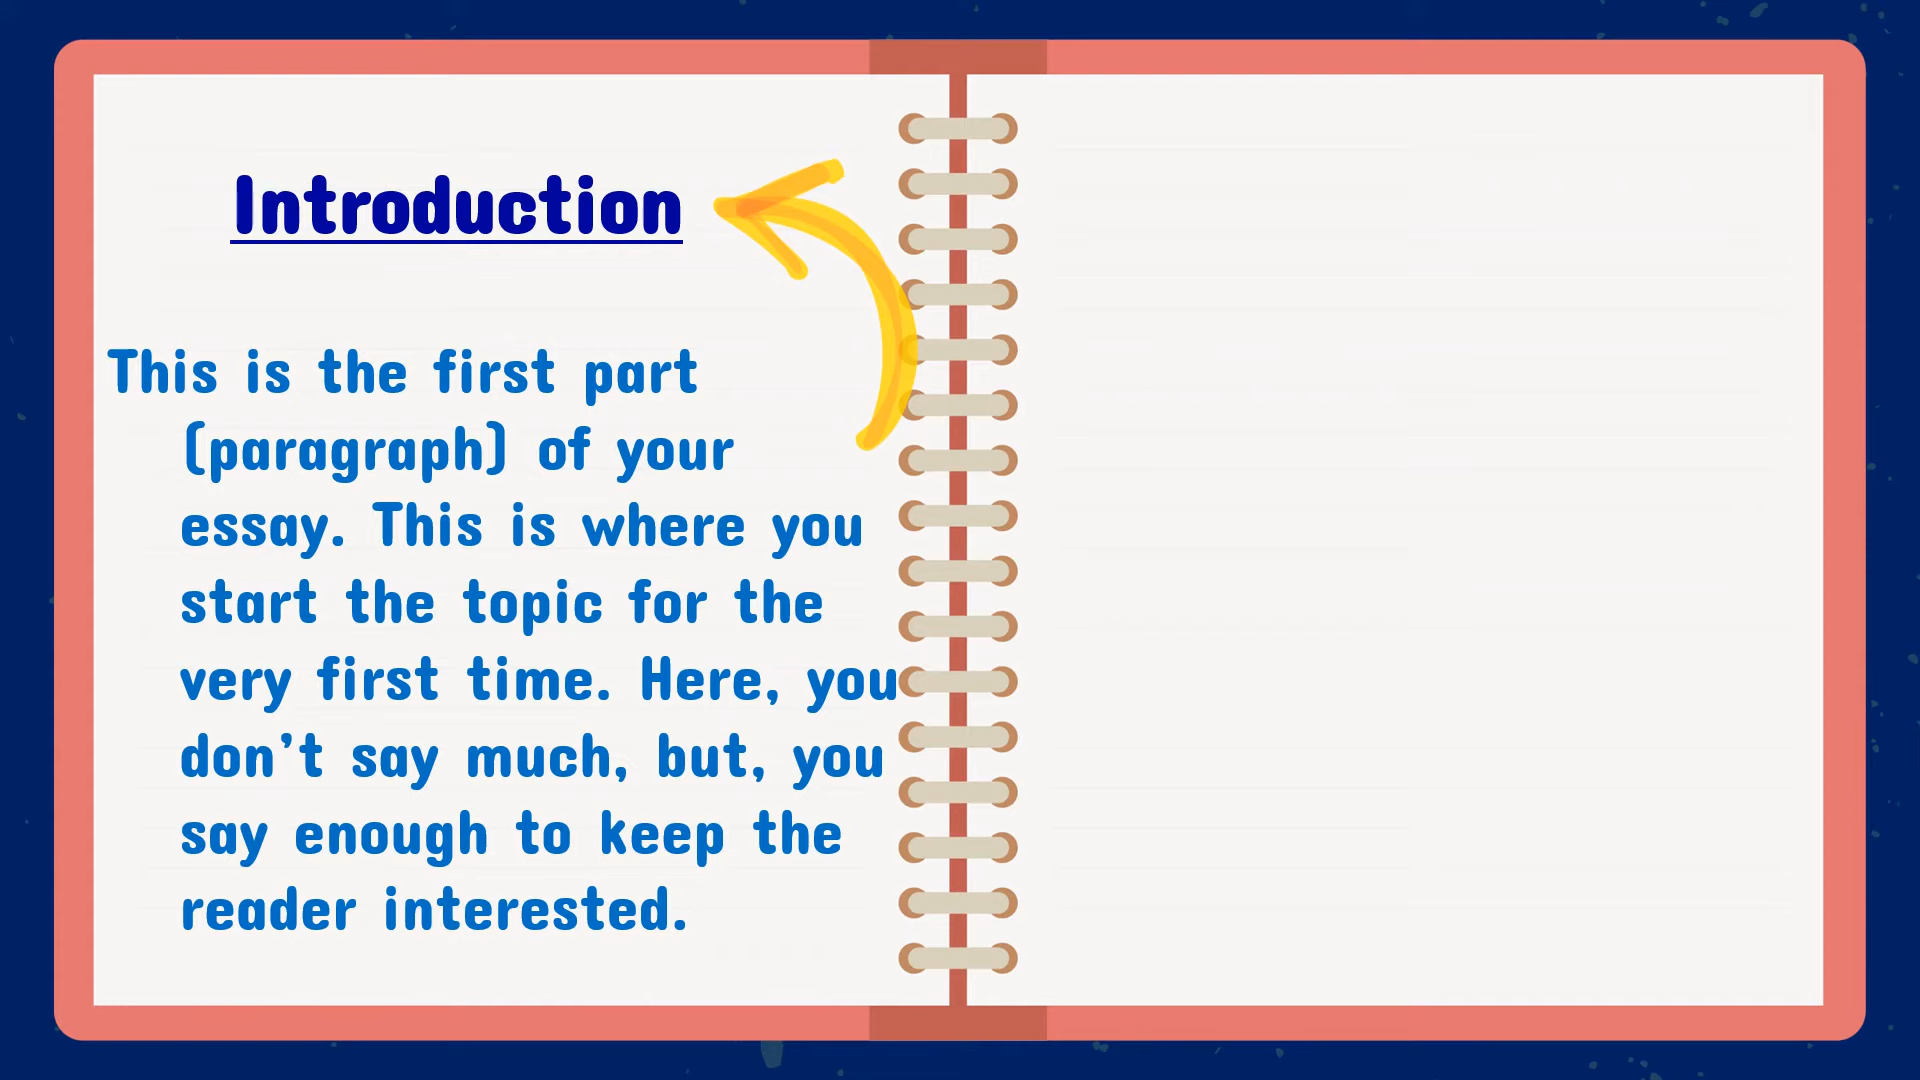 Introduction
This is the first part
(paragraph) of your
essay. This is where you
start the topic for the
very first time. Here, you
don’t say much, but, you
say enough to keep the
reader interested.